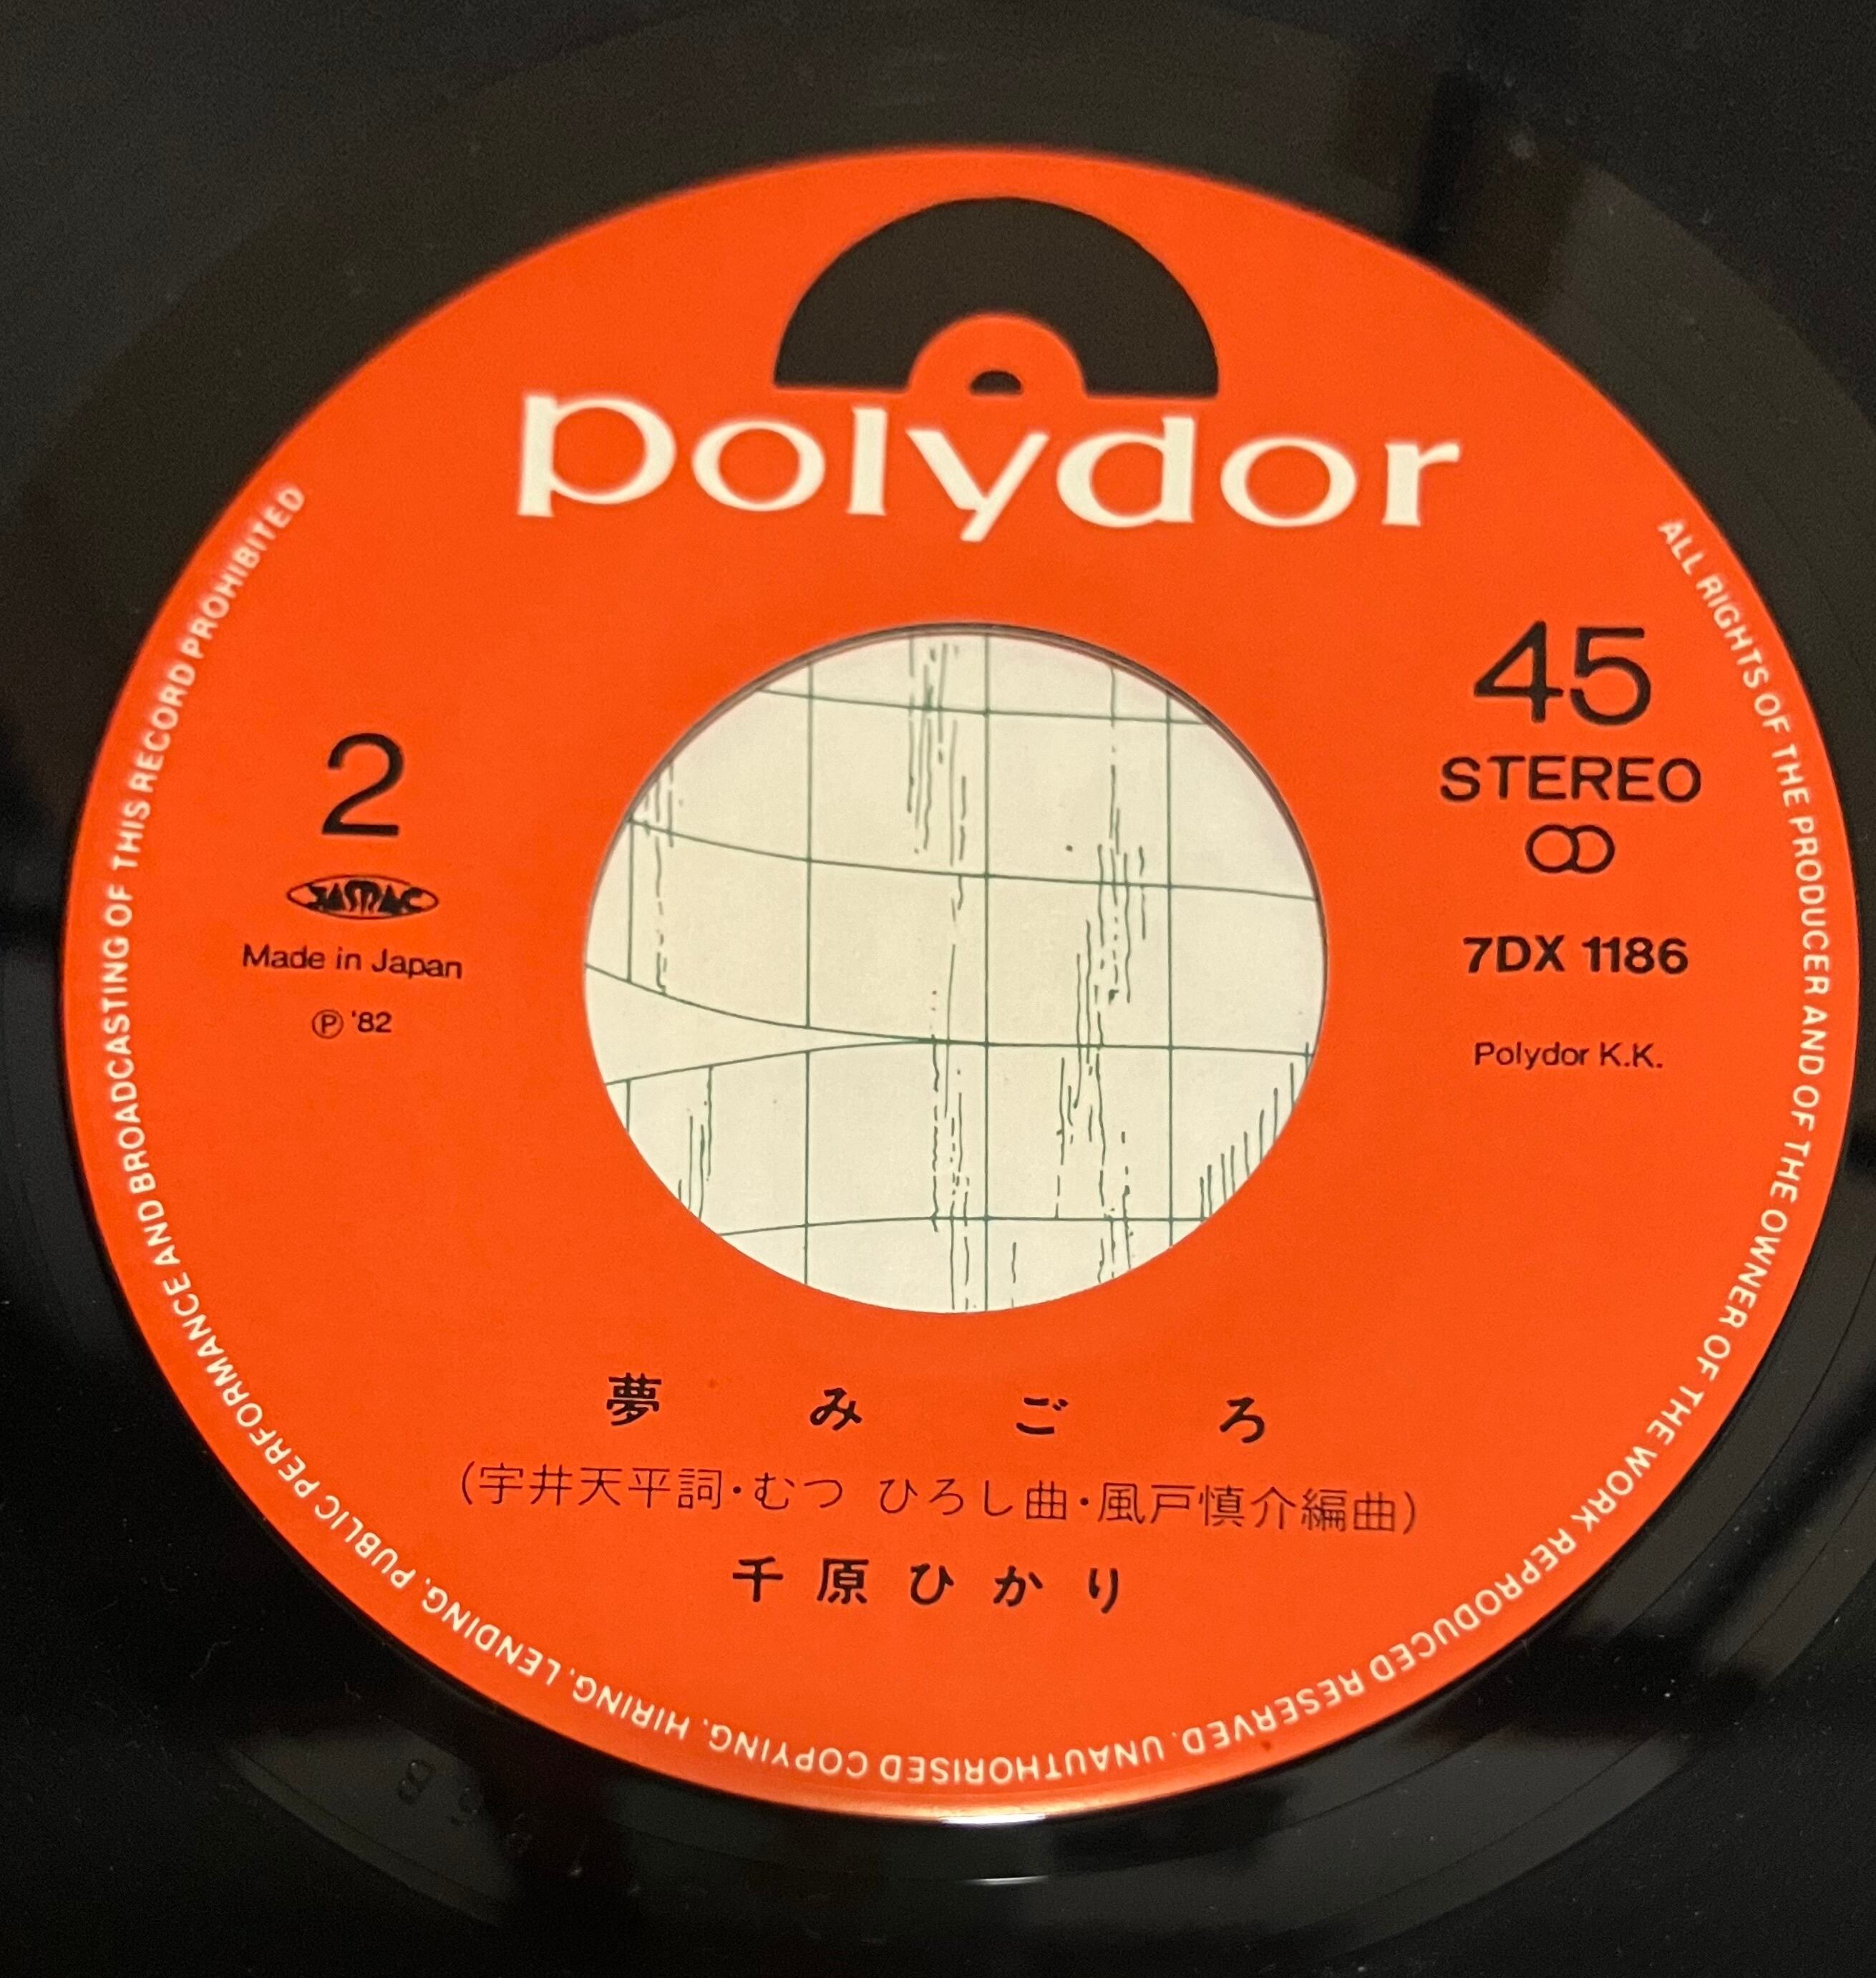 polydor
45
STEREO
7DX 1186
Polydor K.K.
2
JASRAC
Made in Japan
Ⓟ '82
夢みごろ
(宇井天平詞・むつ ひろし曲・風戸慎介編曲)
千原ひかり
ALL RIGHTS OF THE PRODUCER AND OF THE OWNER OF THE WORK REPRODUCED RESERVED. UNAUTHORISED COPYING, HIRING, LENDING, PUBLIC PERFORMANCE AND BROADCASTING OF THIS RECORD PROHIBITED